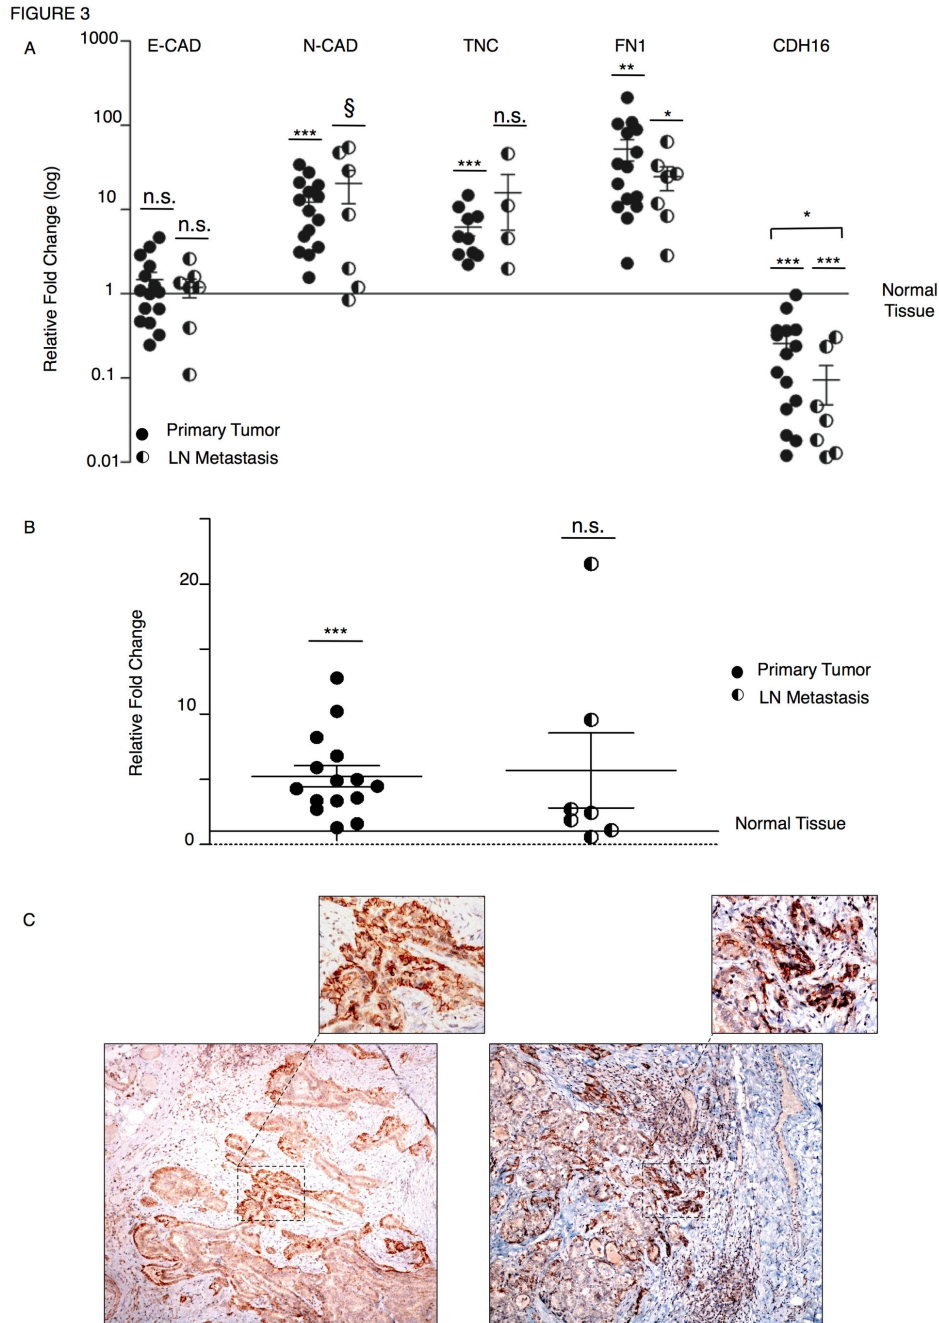 FIGURE 3
A
E-CAD N-CAD TNC FN1 CDH16
Relative Fold Change (log)
1000
100
10
1
0.1
0.01
n.s. n.s. *** § *** n.s. ** * *** *** *
Normal
Tissue
Primary Tumor
LN Metastasis
B
Relative Fold Change
20
10
0
*** n.s.
Primary Tumor
LN Metastasis
Normal Tissue
C